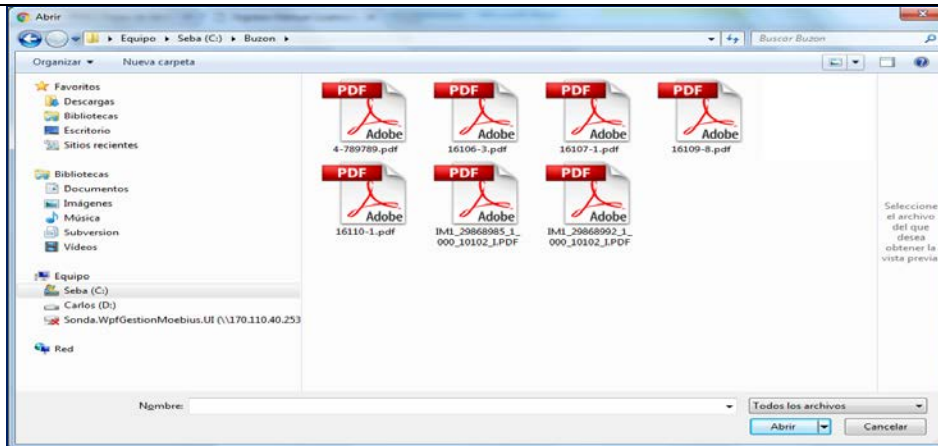 Abrir
Equipo Seba (C:) Buzon
Buscar Buzon
Organizar Nueva carpeta
Favoritos
Descargas
Bibliotecas
Escritorio
Sitios recientes
Bibliotecas
Documentos
Imágenes
Música
Subversion
Vídeos
Equipo
Seba (C:)
Carlos (D:)
Sonda.WpfGestionMoebius.UI (\\170.110.40.253
Red
PDF PDF PDF PDF
Adobe Adobe Adobe Adobe
4-789789.pdf 16106-3.pdf 16107-1.pdf 16109-8.pdf
PDF PDF PDF
Adobe Adobe Adobe
16110-1.pdf IM1_29868985_1_ IM1_29868992_1_
000_10102_I.PDF 000_10102_I.PDF
Seleccione
el archivo
del que
desea
obtener la
vista previa
Nombre: Todos los archivos
Abrir Cancelar